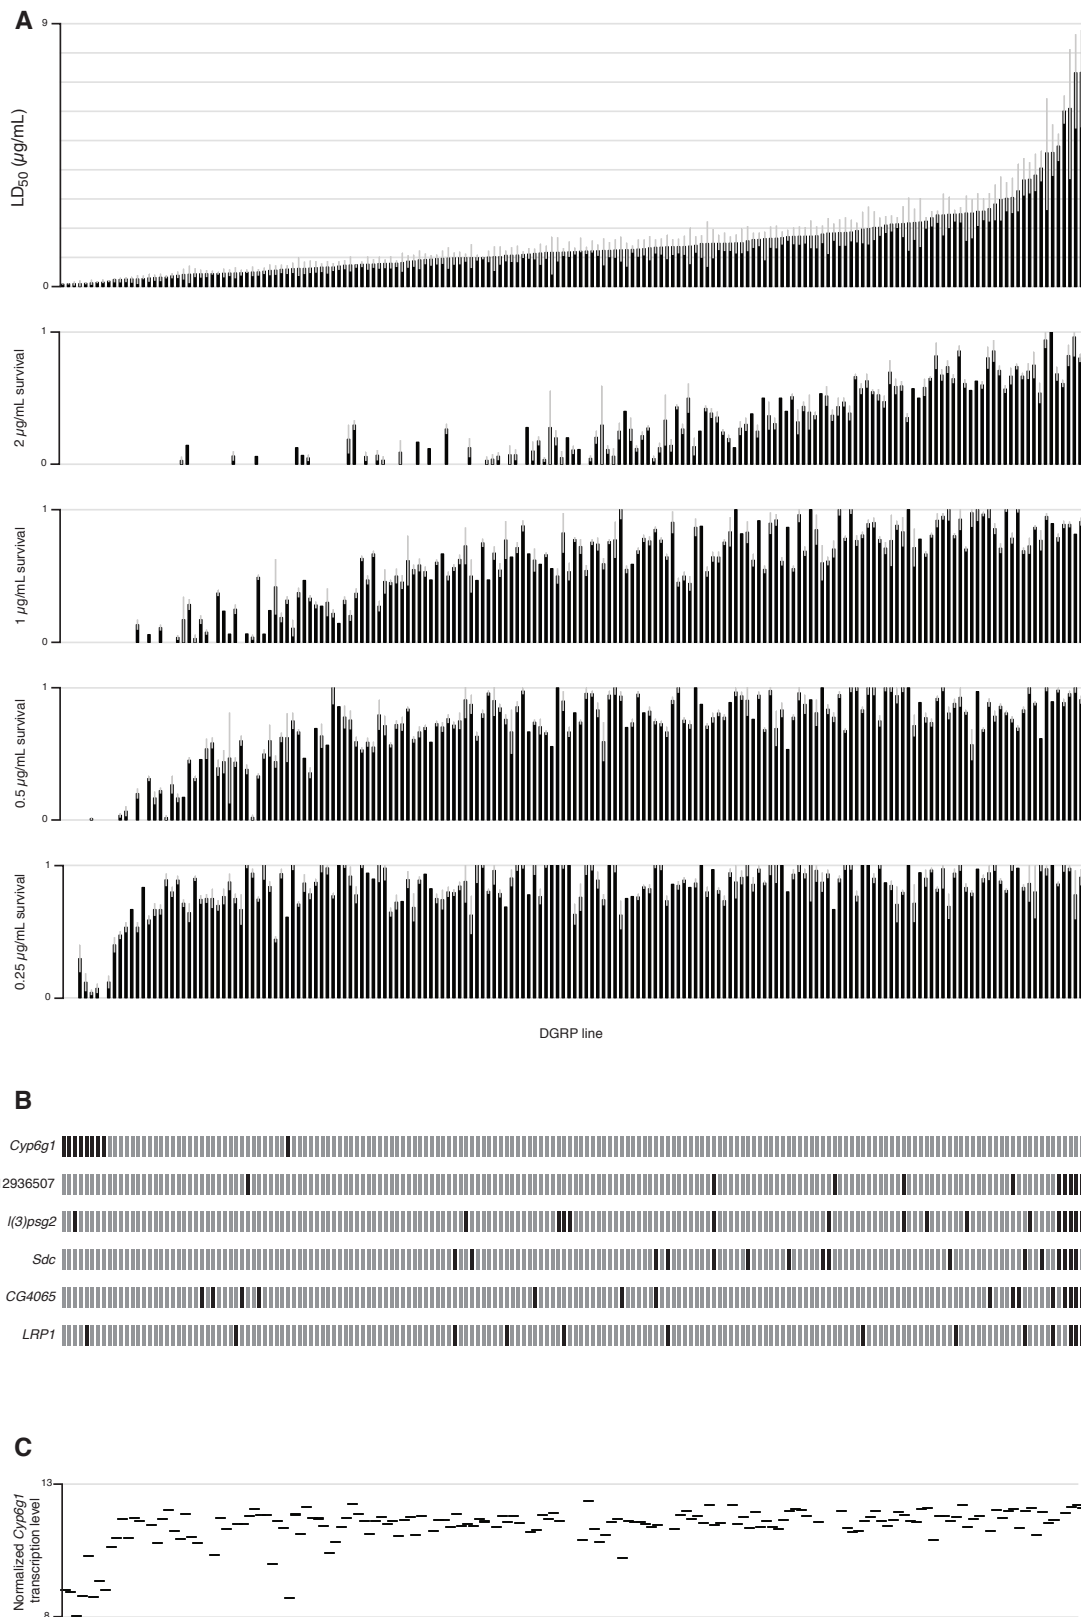 A
9
LD50 (µg/mL)
0
1
2 µg/mL survival
0
1
1 µg/mL survival
0
1
0.5 µg/mL survival
0
1
0.25 µg/mL survival
0
DGRP line
B
Cyp6g1
2936507
l(3)psg2
Sdc
CG4065
LRP1
C
13
Normalized Cyp6g1
transcription level
8